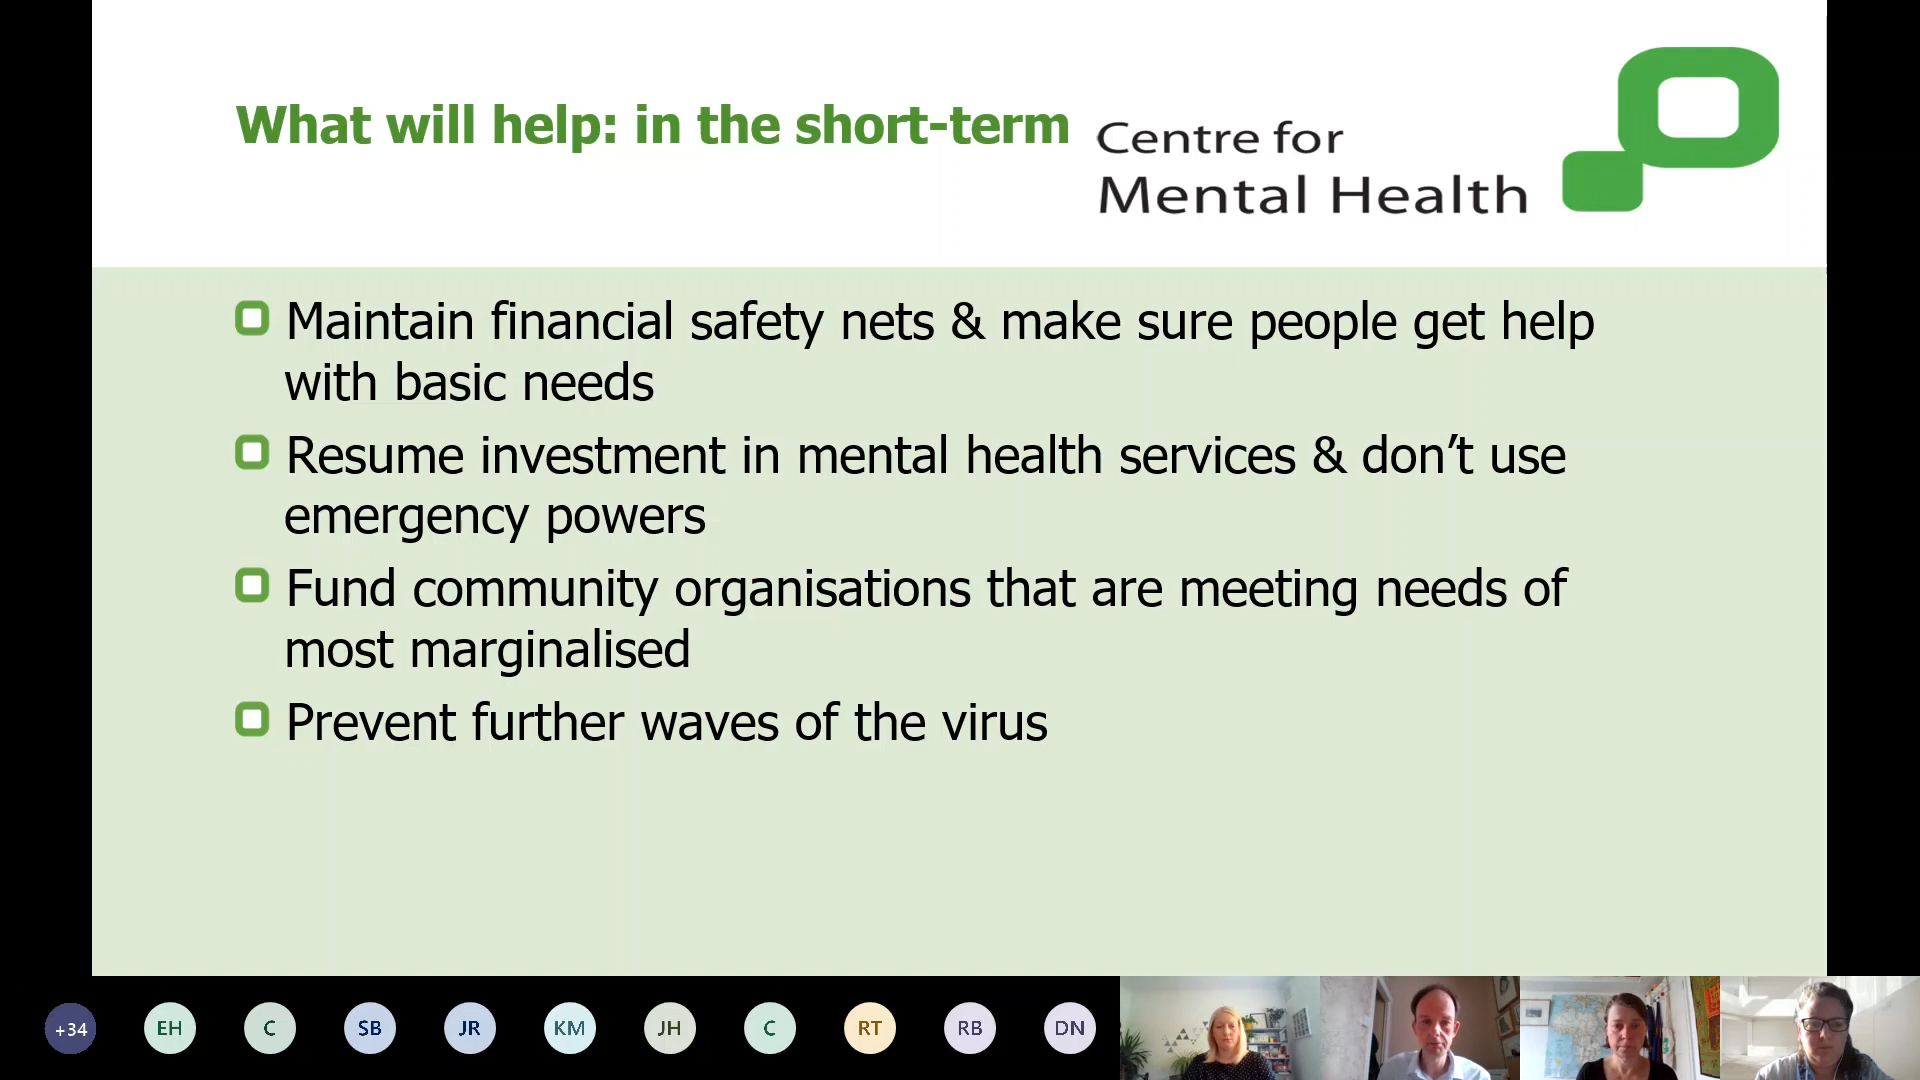 What will help: in the short-term
Centre for
Mental Health
Maintain financial safety nets & make sure people get help
with basic needs
Resume investment in mental health services & don’t use
emergency powers
Fund community organisations that are meeting needs of
most marginalised
Prevent further waves of the virus
+34 EH C SB JR KM JH C RT RB DN